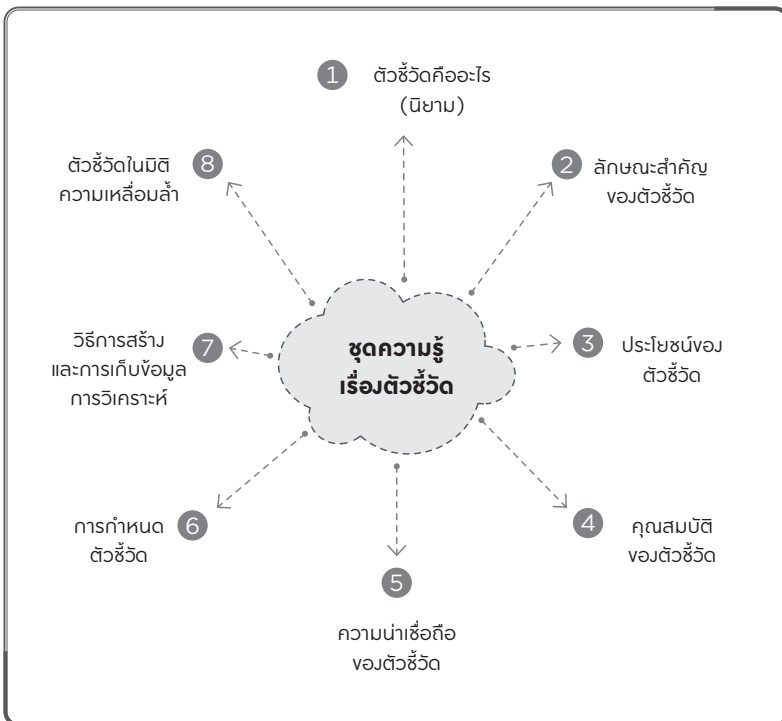 ชุดความรู้
เรื่องตัวชี้วัด
1 ตัวชี้วัดคืออะไร
(นิยาม)
2 ลักษณะสำคัญ
ของตัวชี้วัด
3 ประโยชน์ของ
ตัวชี้วัด
4 คุณสมบัติ
ของตัวชี้วัด
5
ความน่าเชื่อถือ
ของตัวชี้วัด
การกำหนด 6
ตัวชี้วัด
วิธีการสร้าง 7
และการเก็บข้อมูล
การวิเคราะห์
ตัวชี้วัดในมิติ 8
ความเหลื่อมล้ำ